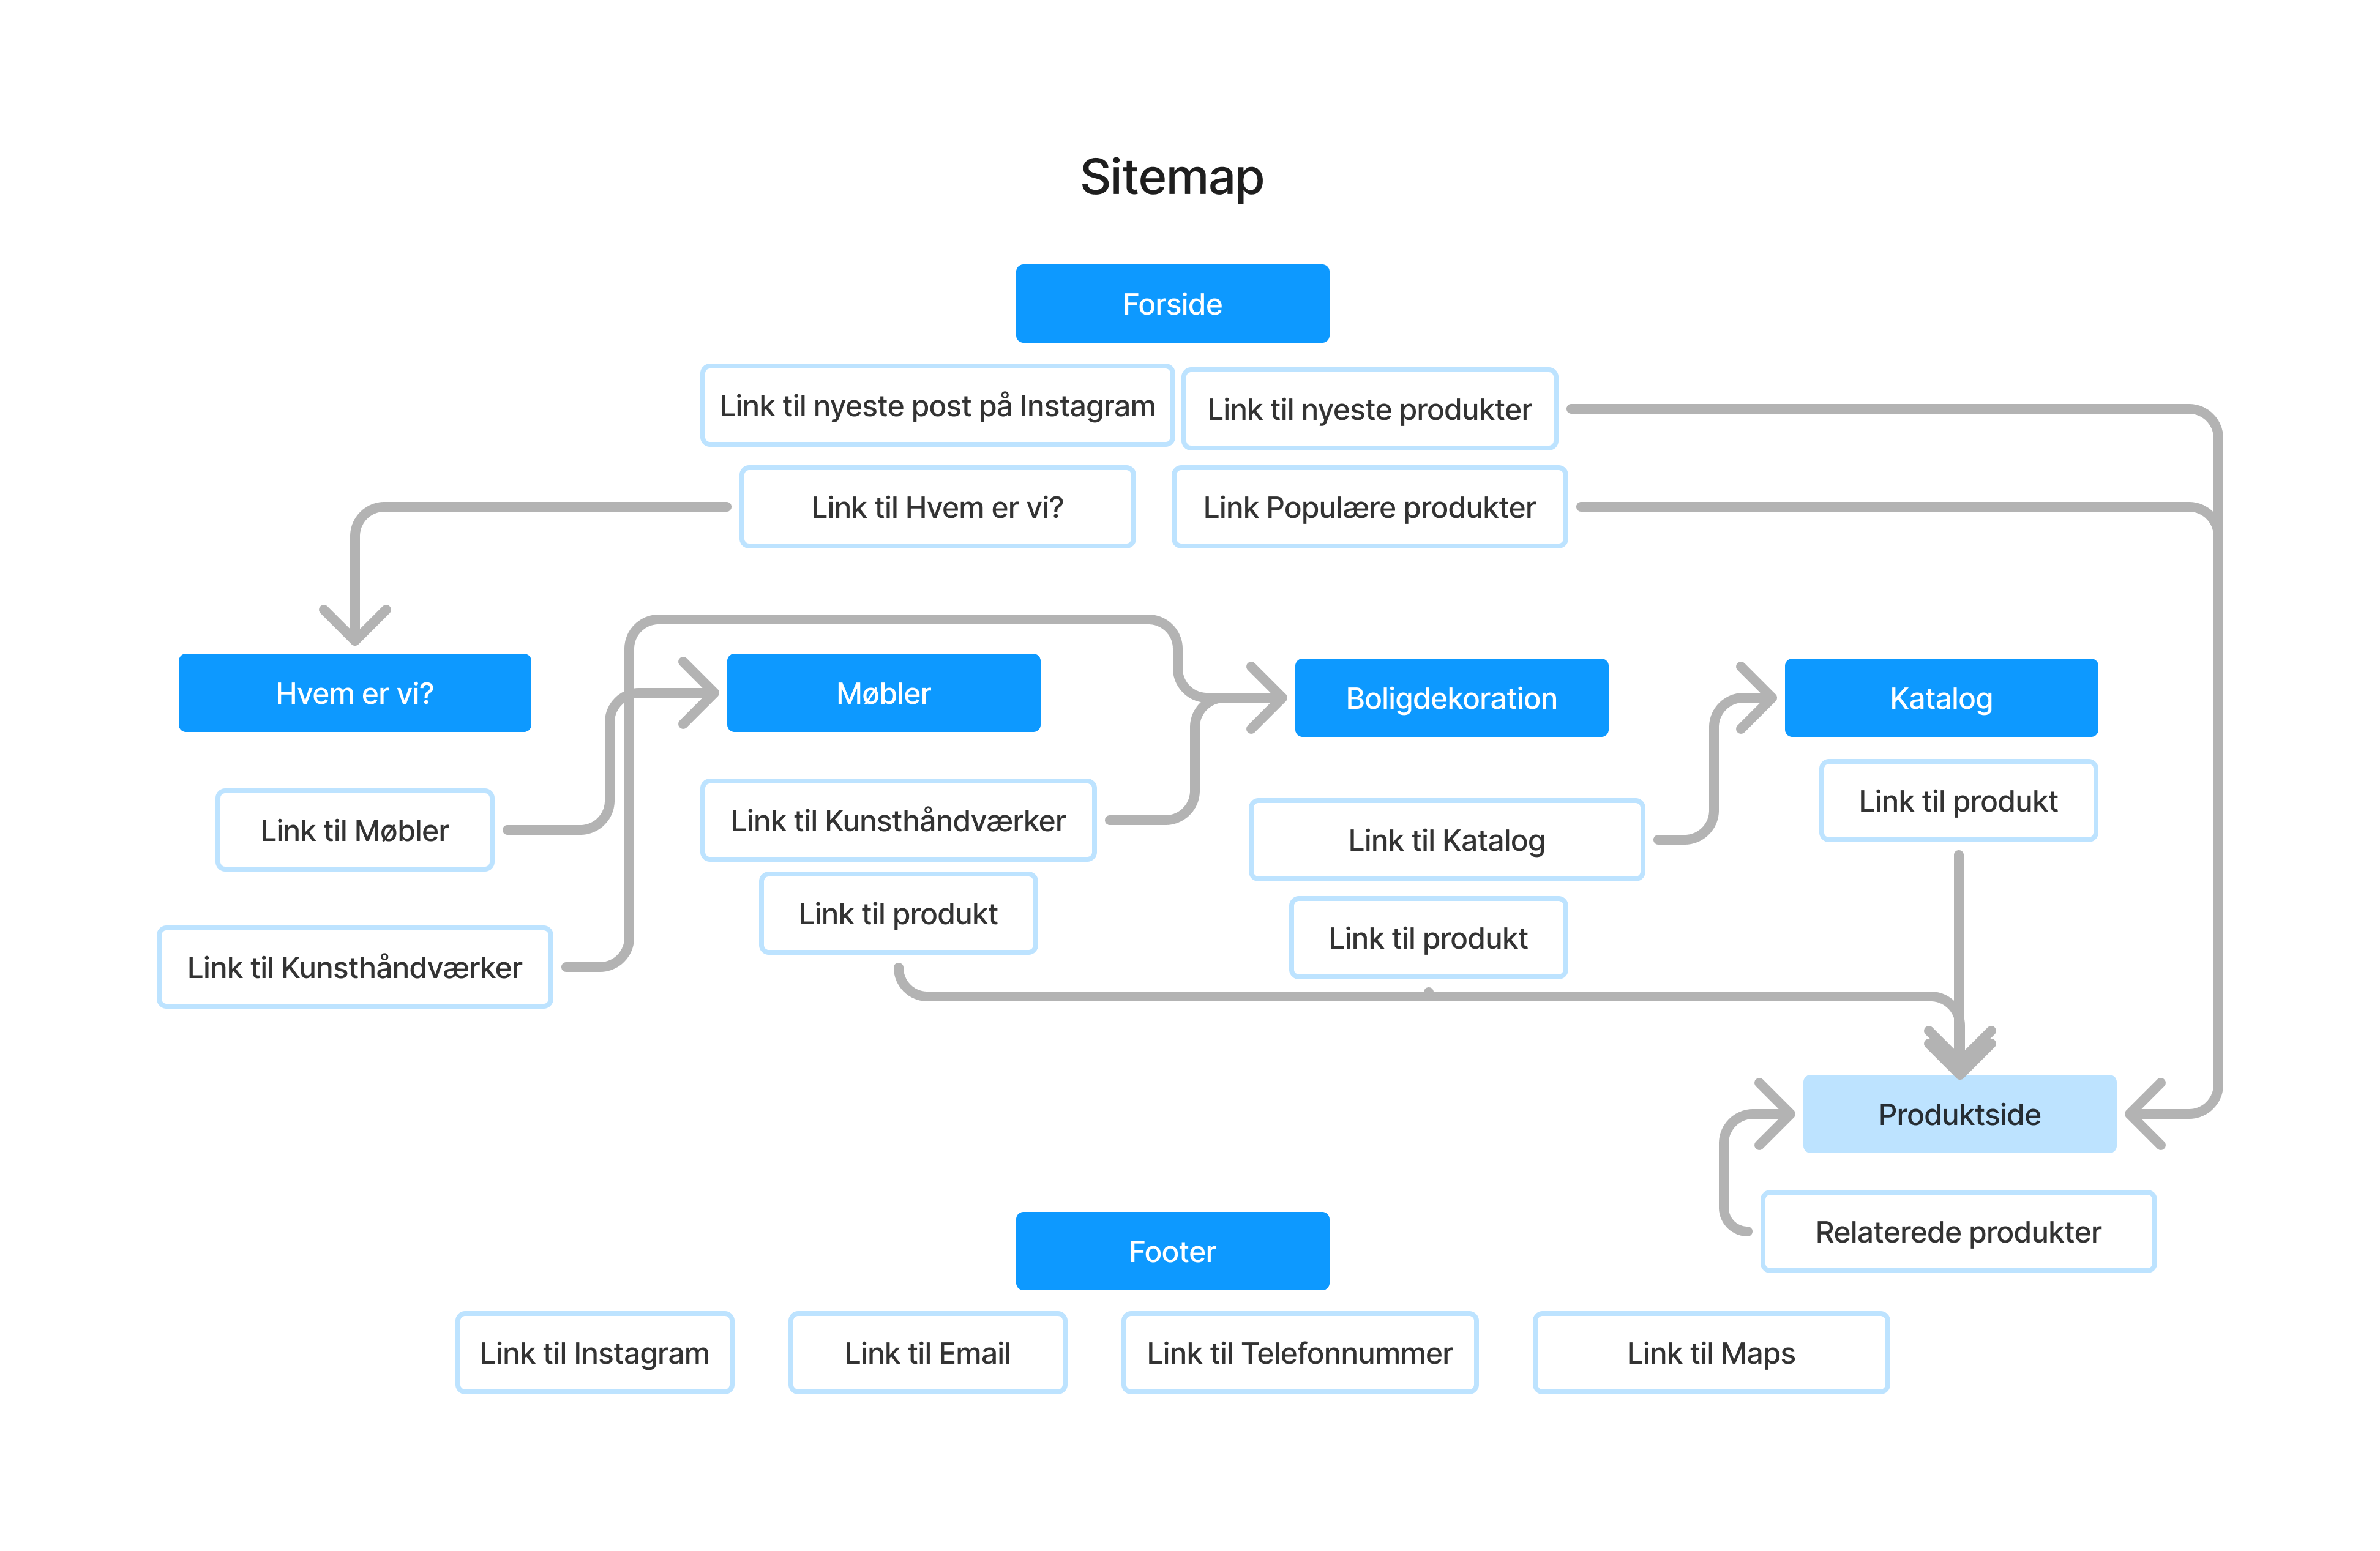 Sitemap
Forside
Link til nyeste post på Instagram
Link til nyeste produkter
Link til Hvem er vi?
Link Populære produkter
Hvem er vi?
Møbler
Boligdekoration
Katalog
Link til Møbler
Link til Kunsthåndværker
Link til Katalog
Link til produkt
Link til Kunsthåndværker
Link til produkt
Link til produkt
Produktside
Relaterede produkter
Footer
Link til Instagram
Link til Email
Link til Telefonnummer
Link til Maps